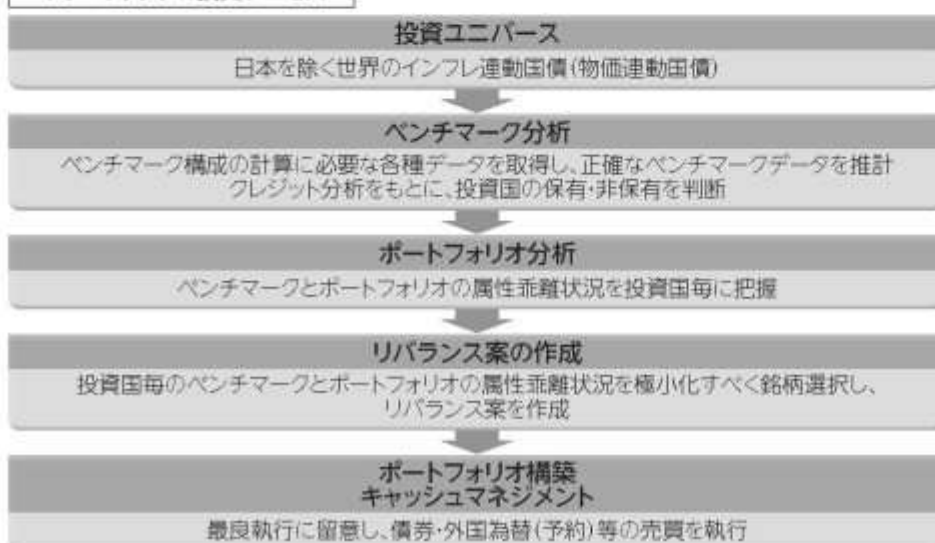 投資ユニバース
日本を除く世界のインフレ連動国債(物価連動国債)
ベンチマーク分析
ベンチマーク構成の計算に必要な各種データを取得し、正確なベンチマークデータを推計
クレジット分析をもとに、投資国の保有・非保有を判断
ポートフォリオ分析
ベンチマークとポートフォリオの属性乖離状況を投資国毎に把握
リバランス案の作成
投資国毎のベンチマークとポートフォリオの属性乖離状況を極小化すべく銘柄選択し、
リバランス案を作成
ポートフォリオ構築
キャッシュマネジメント
最良執行に留意し、債券・外国為替(予約)等の売買を執行